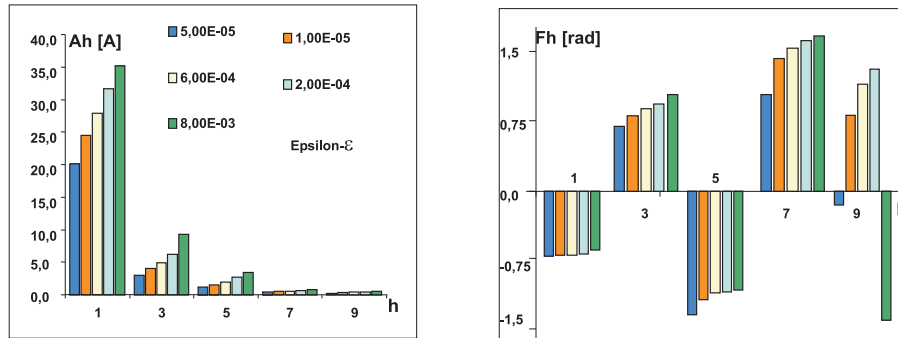 Ah [A]
40,0
35,0
30,0
25,0
20,0
15,0
10,0
5,0
0,0
5,00E-05
1,00E-05
6,00E-04
2,00E-04
8,00E-03
Epsilon-ε
1 3 5 7 9 h
Fh [rad]
1,5
0,75
0,0
-0,75
-1,5
1 3 5 7 9